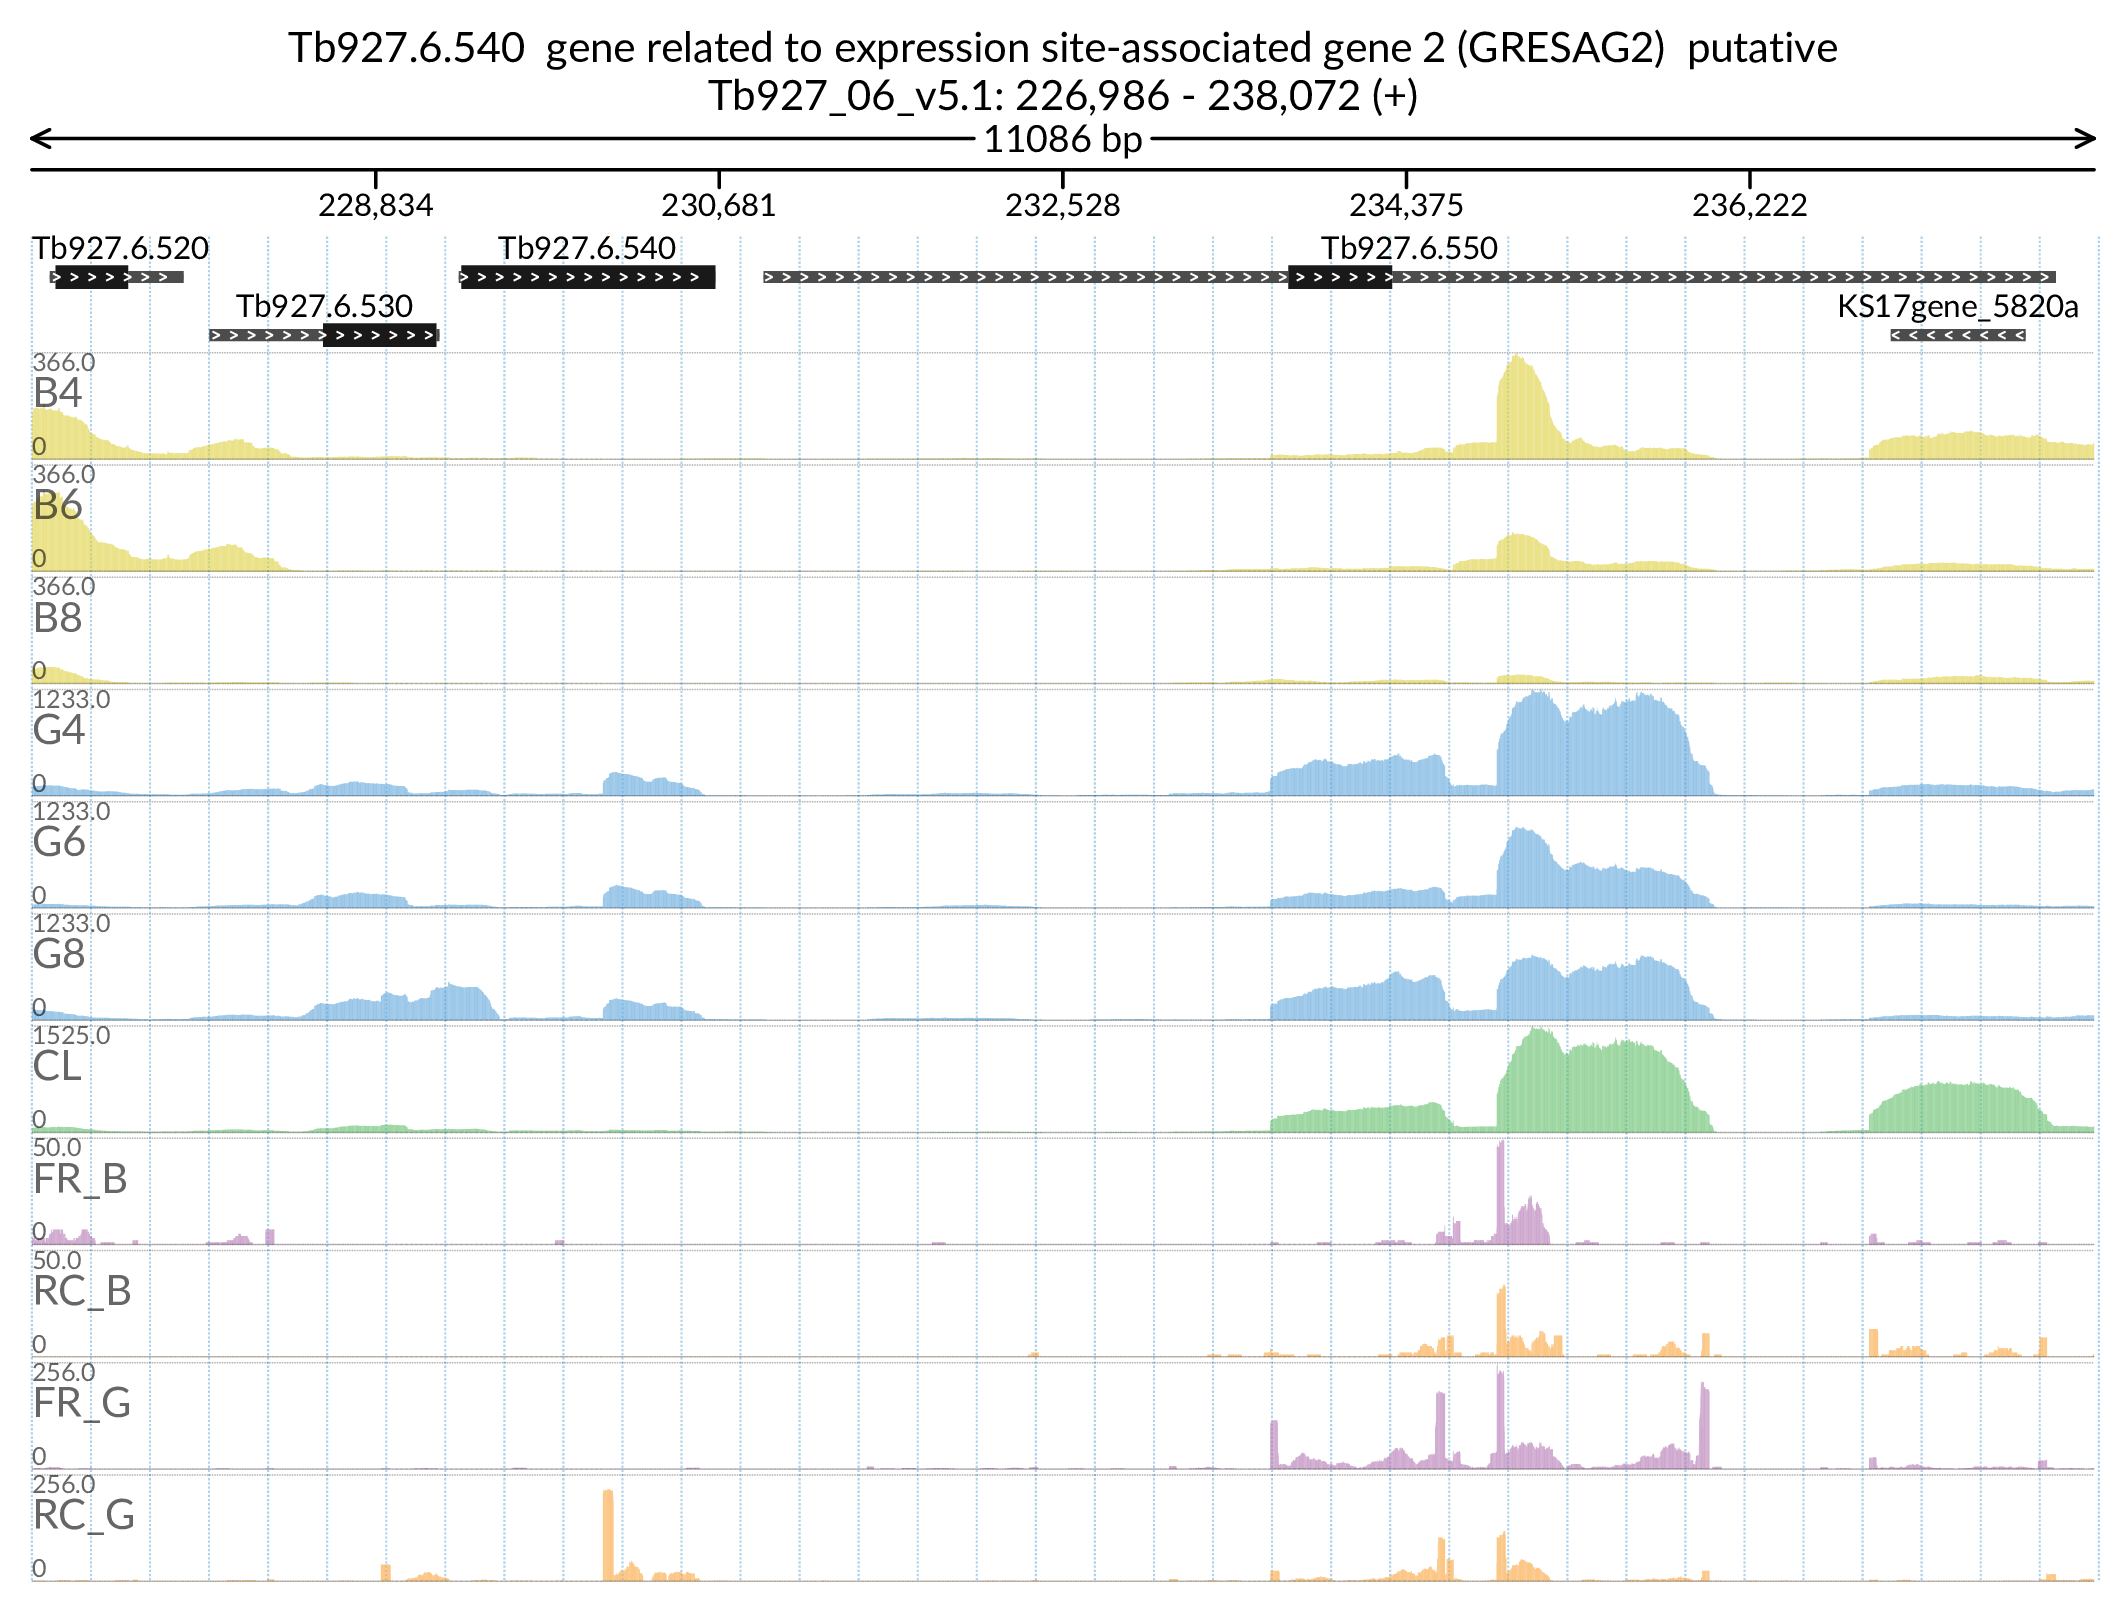 Tb927.6.540  gene related to expression site-associated gene 2 (GRESAG2)  putative
Tb927_06_v5.1: 226,986 - 238,072 (+)
11086 bp
228,834 230,681 232,528 234,375 236,222
Tb927.6.520 Tb927.6.540 Tb927.6.550
Tb927.6.530 KS17gene_5820a
366.0
B4
0
366.0
B6
0
366.0
B8
0
1233.0
G4
0
1233.0
G6
0
1233.0
G8
0
1525.0
CL
0
50.0
FR_B
0
50.0
RC_B
0
256.0
FR_G
0
256.0
RC_G
0